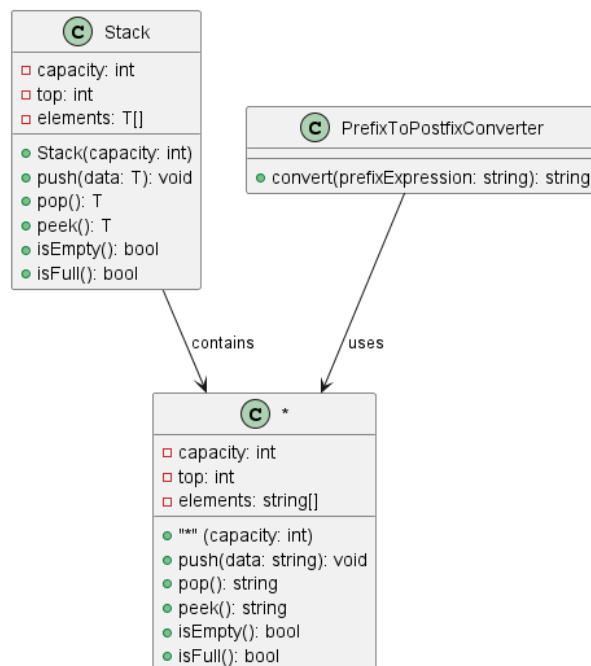 C Stack
capacity: int
top: int
elements: T[]
Stack(capacity: int)
push(data: T): void
pop(): T
peek(): T
isEmpty(): bool
isFull(): bool
C PrefixToPostfixConverter
convert(prefixExpression: string): string
contains
uses
C *
capacity: int
top: int
elements: string[]
"*" (capacity: int)
push(data: string): void
pop(): string
peek(): string
isEmpty(): bool
isFull(): bool